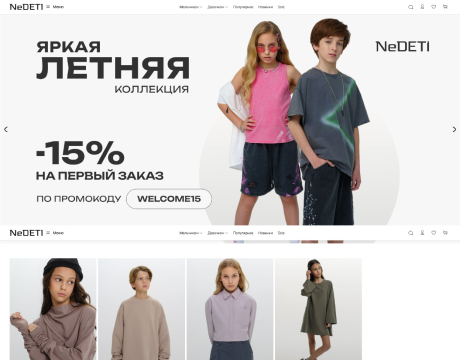 NeDETI Меню Мальчикам Девочкам Популярное Новинки Sale
ЯРКАЯ
ЛЕТНЯЯ
КОЛЛЕКЦИЯ
NeDETI
-15%
НА ПЕРВЫЙ ЗАКАЗ
ПО ПРОМОКОДУ WELCOME15
NeDETI Меню Мальчикам Девочкам Популярное Новинки Sale